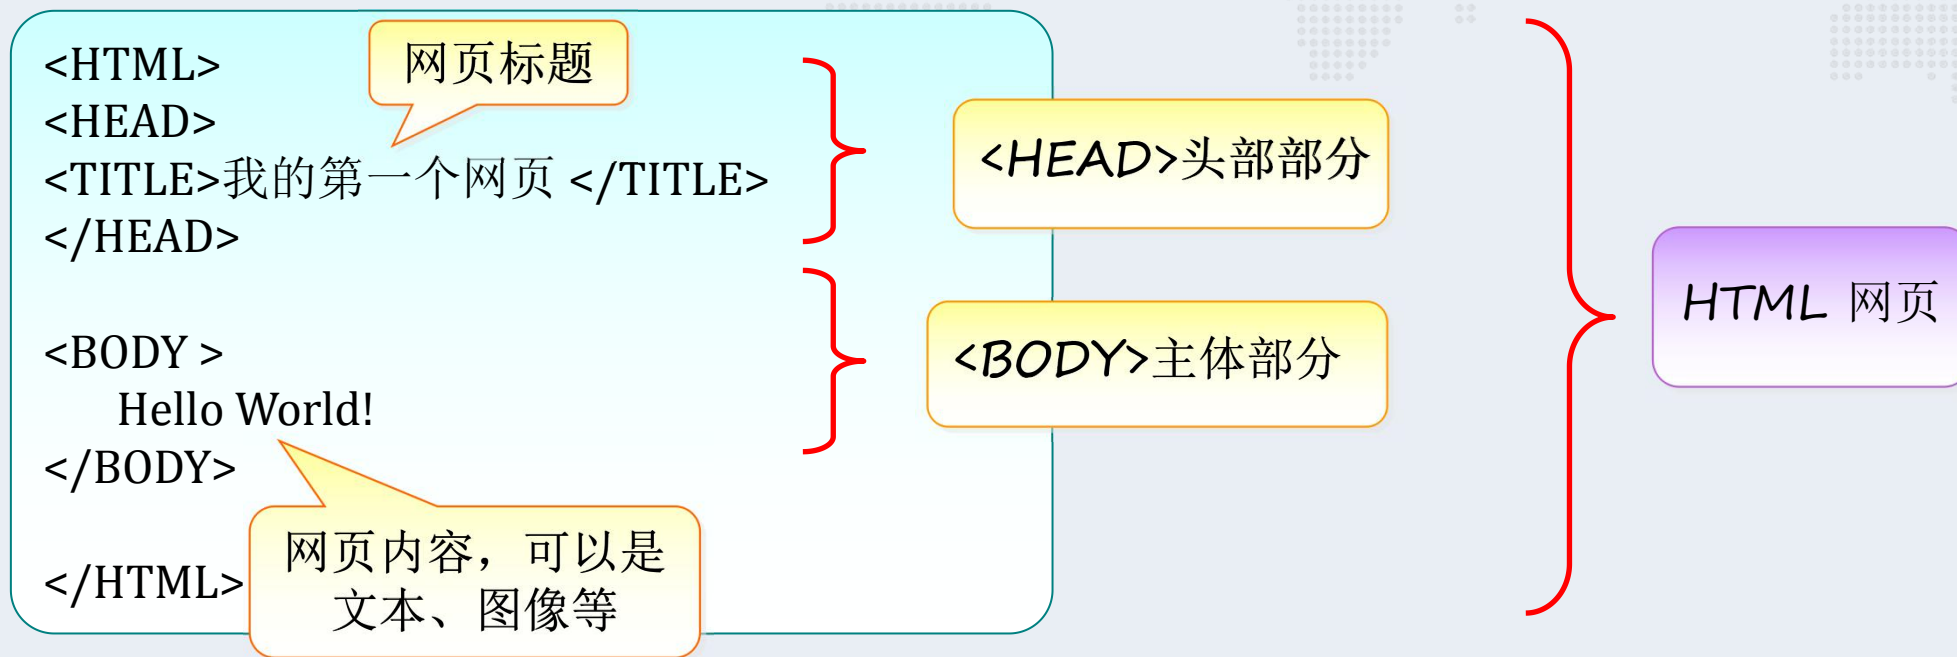 <HTML>
网页标题
<HEAD>
<TITLE>我的第一个网页 </TITLE>
</HEAD>
<HEAD>头部部分
<BODY >
Hello World!
</BODY>
<BODY>主体部分
网页内容，可以是
文本、图像等
</HTML>
HTML 网页